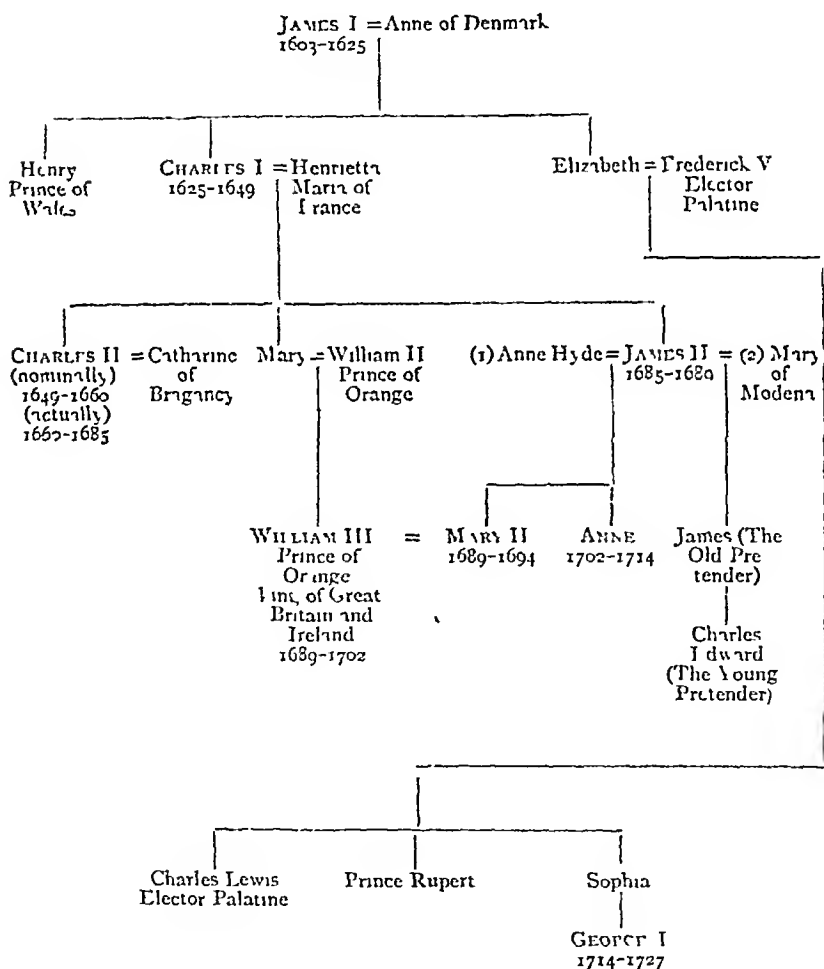 JAMES I = Anne of Denmark
1603-1625
Henry
Prince of
Wales
CHARLES I = Henrietta
1625-1649 Maria of
France
Elizabeth = Frederick V
Elector
Palatine
CHARLES II = Catharine
(nominally) of
1649-1660 Bragancy
(actually)
1660-1685
Mary = William II
Prince of
Orange
(1) Anne Hyde = JAMES II = (2) Mary
1685-1689 of
Modena
WILLIAM III = MARY II ANNE
Prince of 1689-1694 1702-1714
Orange
King of Great
Britain and
Ireland
1689-1702
James (The
Old Pre
tender)
Charles
Edward
(The Young
Pretender)
Charles Lewis
Elector Palatine
Prince Rupert
Sophia
GEORGE I
1714-1727